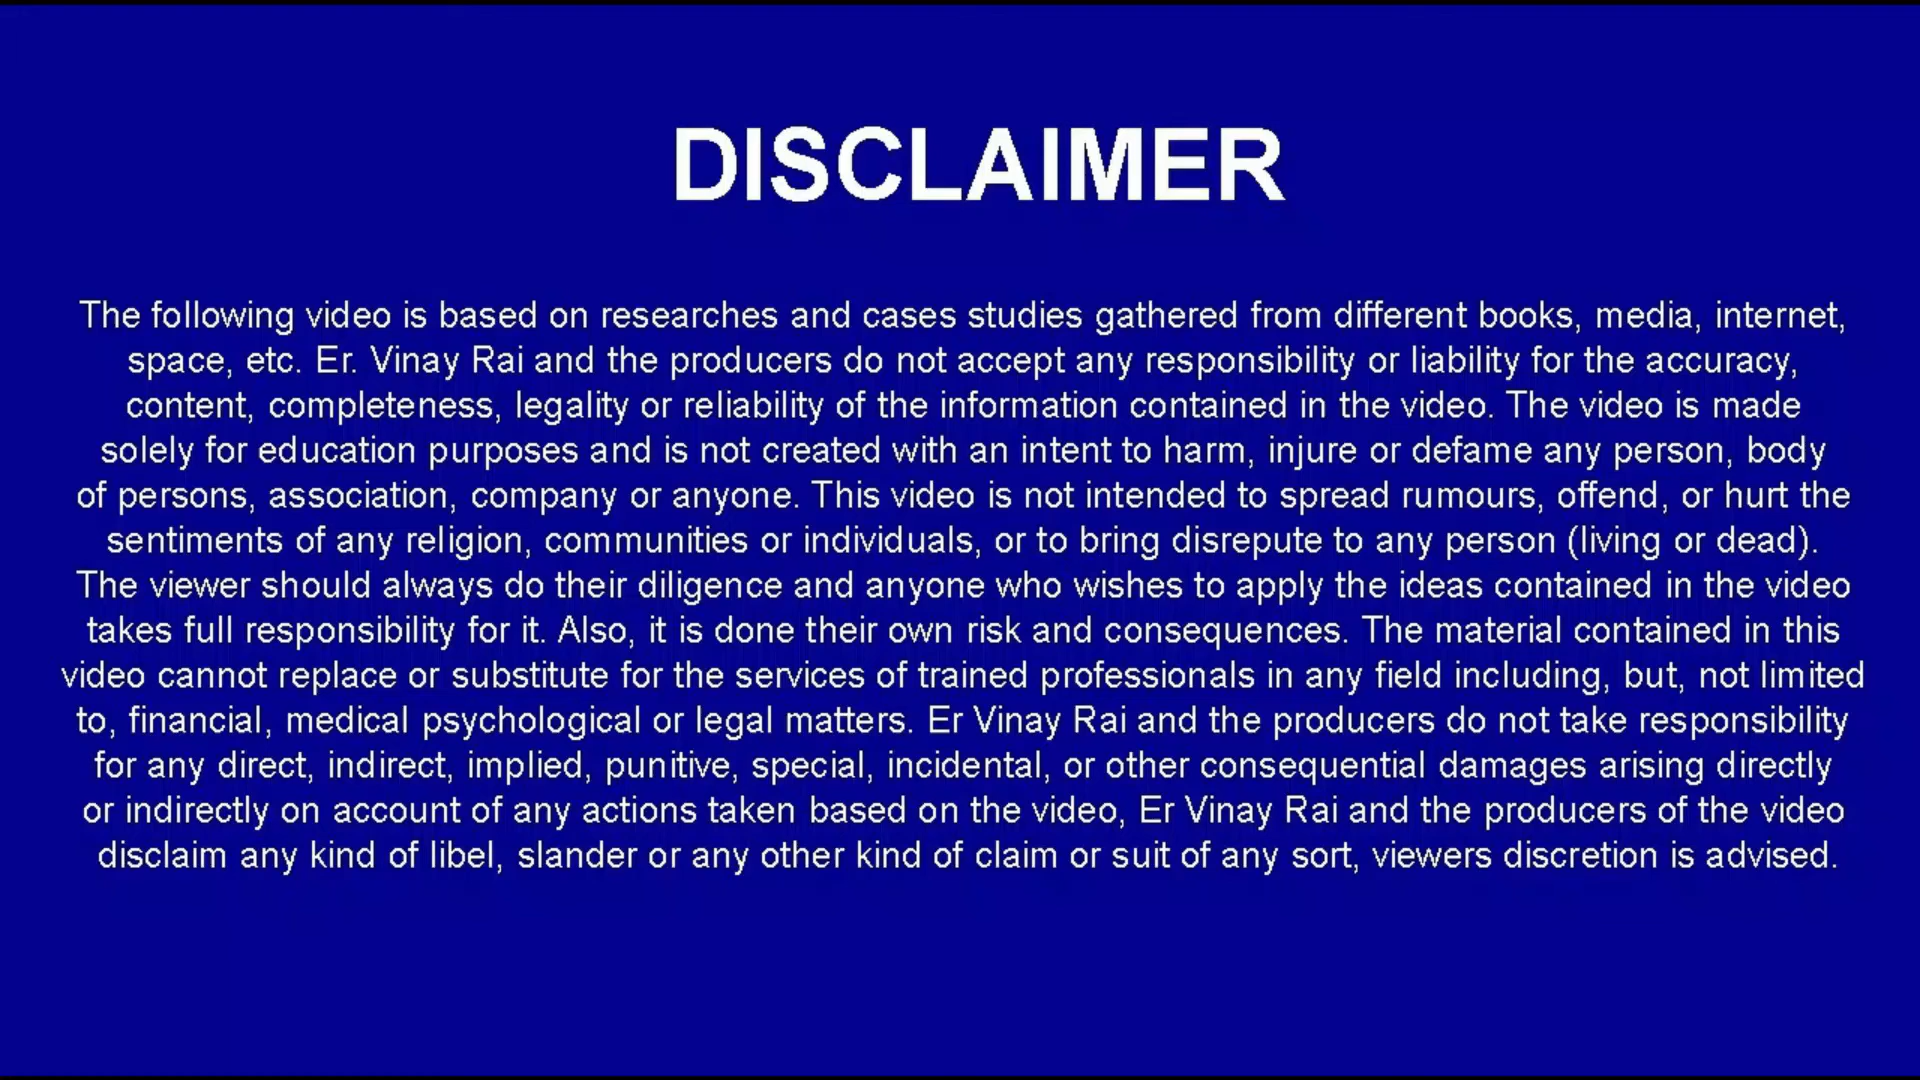 DISCLAIMER
The following video is based on researches and cases studies gathered from different books, media, internet,
space, etc. Er. Vinay Rai and the producers do not accept any responsibility or liability for the accuracy,
content, completeness, legality or reliability of the information contained in the video. The video is made
solely for education purposes and is not created with an intent to harm, injure or defame any person, body
of persons, association, company or anyone. This video is not intended to spread rumours, offend, or hurt the
sentiments of any religion, communities or individuals, or to bring disrepute to any person (living or dead).
The viewer should always do their diligence and anyone who wishes to apply the ideas contained in the video
takes full responsibility for it. Also, it is done their own risk and consequences. The material contained in this
video cannot replace or substitute for the services of trained professionals in any field including, but, not limited
to, financial, medical psychological or legal matters. Er Vinay Rai and the producers do not take responsibility
for any direct, indirect, implied, punitive, special, incidental, or other consequential damages arising directly
or indirectly on account of any actions taken based on the video, Er Vinay Rai and the producers of the video
disclaim any kind of libel, slander or any other kind of claim or suit of any sort, viewers discretion is advised.